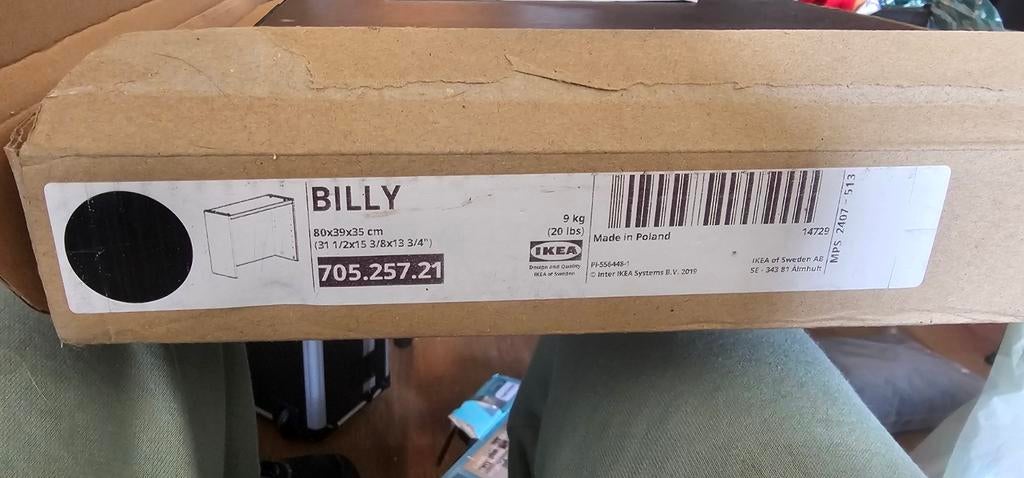 BILLY
80x39x35 cm
(31 1/2x15 3/8x13 3/4")
705.257.21
9 kg
(20 lbs)
IKEA
Design and Quality
IKEA of Sweden
Made in Poland
14729
PI-556448-1
© Inter IKEA Systems B.V. 2019
IKEA of Sweden AB
SE - 343 81 Älmhult
MPS 2407 - 513